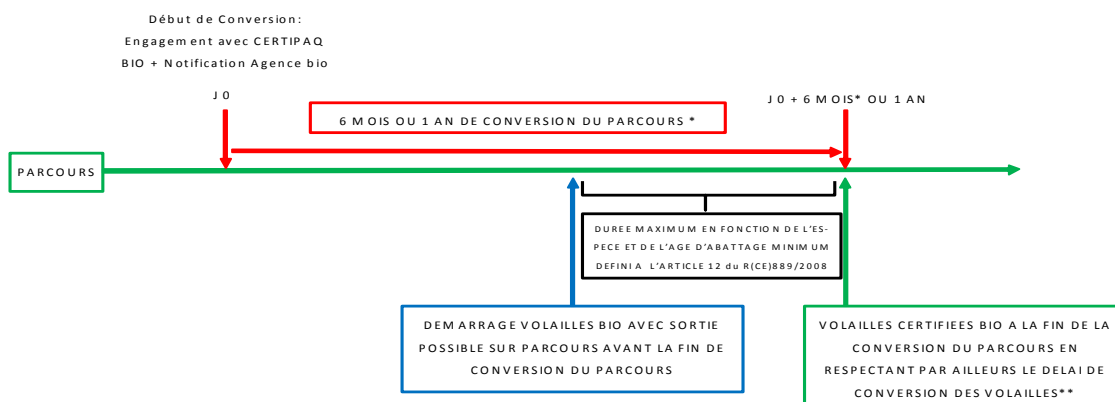 Début de Conversion:
Engagement avec CERTIPAQ
BIO + Notification Agence bio
J 0
J 0 + 6 MOIS* OU 1 AN
6 MOIS OU 1 AN DE CONVERSION DU PARCOURS *
PARCOURS
DUREE MAXIMUM EN FONCTION DE L'ES-
PECE ET DE L'AGE D'ABATTAGE MINIMUM
DEFINI A L'ARTICLE 12 du R(CE)889/2008
DEMARRAGE VOLAILLES BIO AVEC SORTIE
POSSIBLE SUR PARCOURS AVANT LA FIN DE
CONVERSION DU PARCOURS
VOLAILLES CERTIFIEES BIO A LA FIN DE LA
CONVERSION DU PARCOURS EN
RESPECTANT PAR AILLEURS LE DELAI DE
CONVERSION DES VOLAILLES**